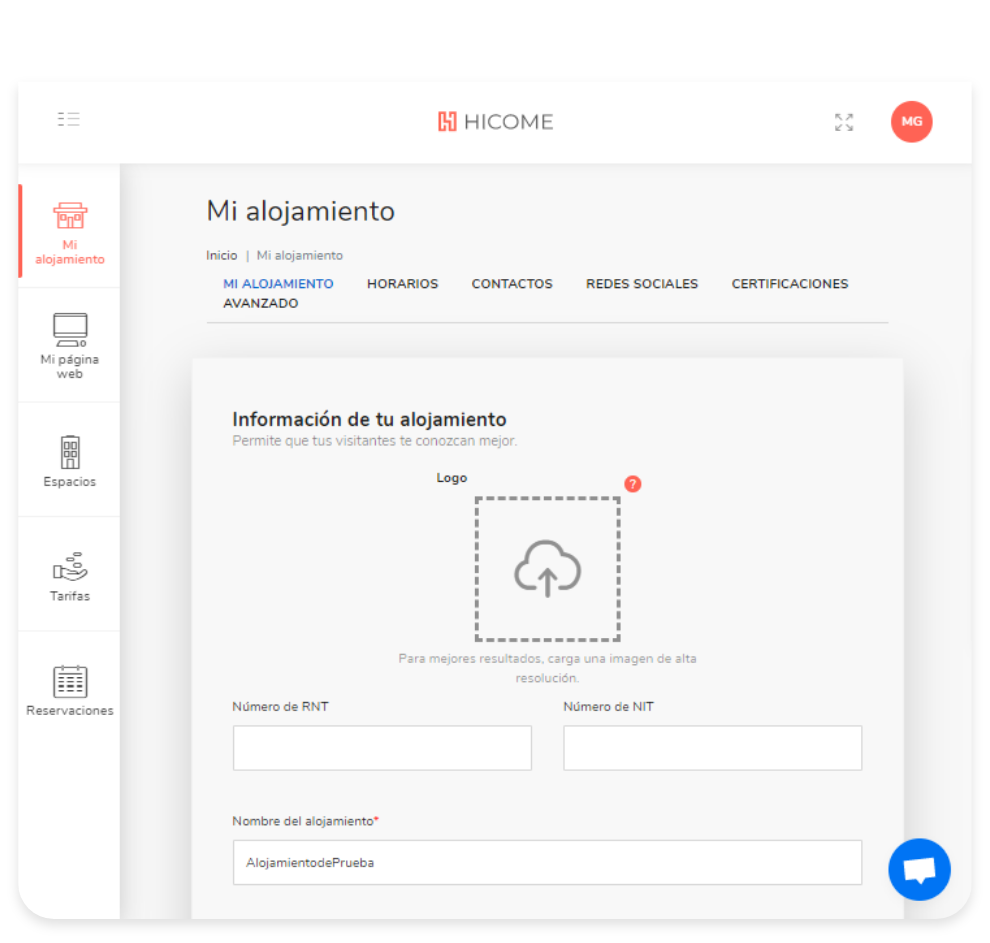 HICOME
MG
Mi
alojamiento
Mi página
web
Espacios
Tarifas
Reservaciones
Mi alojamiento
Inicio | Mi alojamiento
MI ALOJAMIENTO HORARIOS CONTACTOS REDES SOCIALES CERTIFICACIONES
AVANZADO
Información de tu alojamiento
Permite que tus visitantes te conozcan mejor.
Logo
?
Para mejores resultados, carga una imagen de alta
resolución.
Número de RNT Número de NIT
Nombre del alojamiento*
AlojamientodePrueba